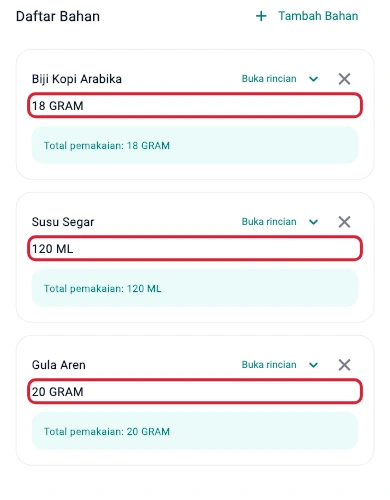 Daftar Bahan
+ Tambah Bahan
Biji Kopi Arabika
Buka rincian
18 GRAM
Total pemakaian: 18 GRAM
Susu Segar
Buka rincian
120 ML
Total pemakaian: 120 ML
Gula Aren
Buka rincian
20 GRAM
Total pemakaian: 20 GRAM